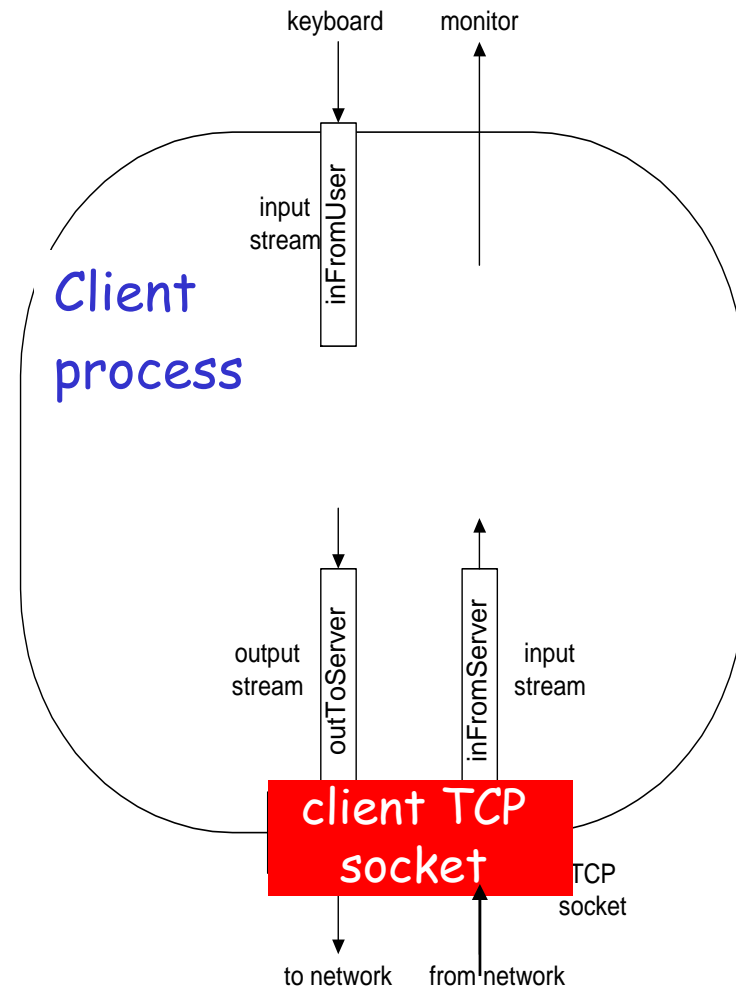 keyboard
monitor
input
stream
inFromUser
Client
process
output
stream
outToServer
inFromServer
input
stream
client TCP
socket
TCP
socket
to network
from network